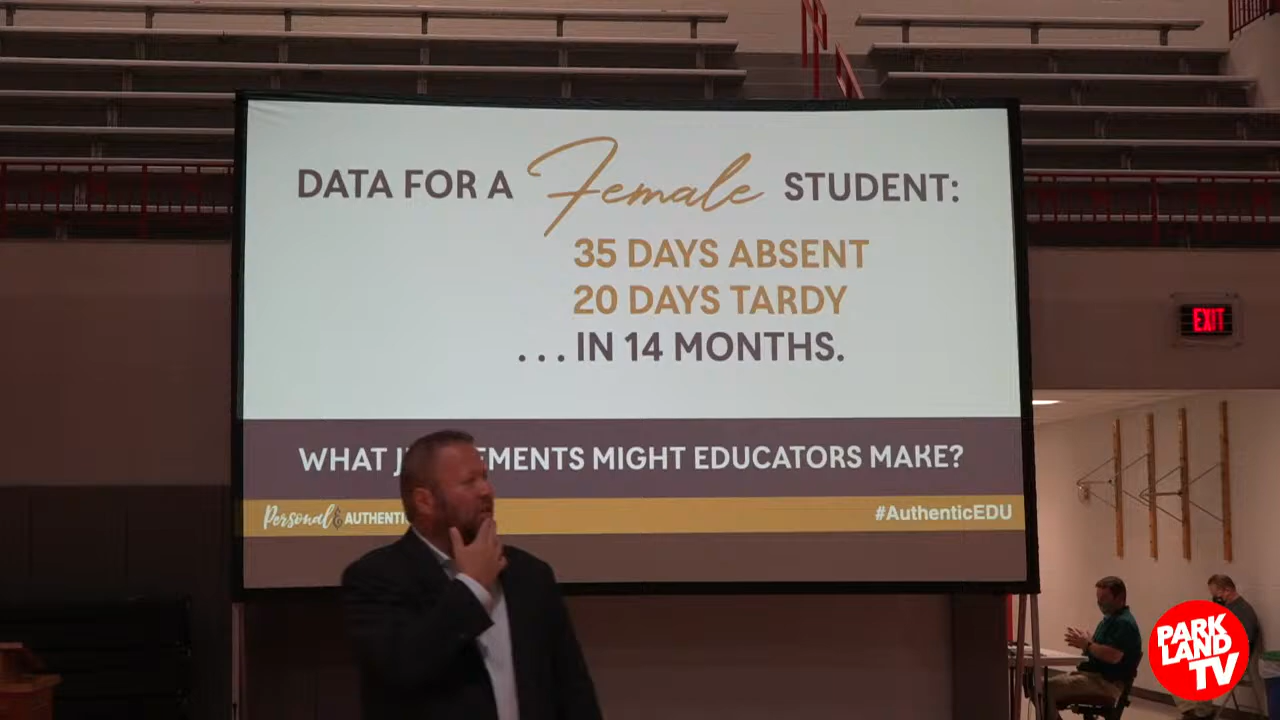 DATA FOR A Female STUDENT:
35 DAYS ABSENT
20 DAYS TARDY
...IN 14 MONTHS.
WHAT EMENTS MIGHT EDUCATORS MAKE?
Personal & AUTHENTI
#AuthenticEDU
EXIT
PARK
LAND
TV